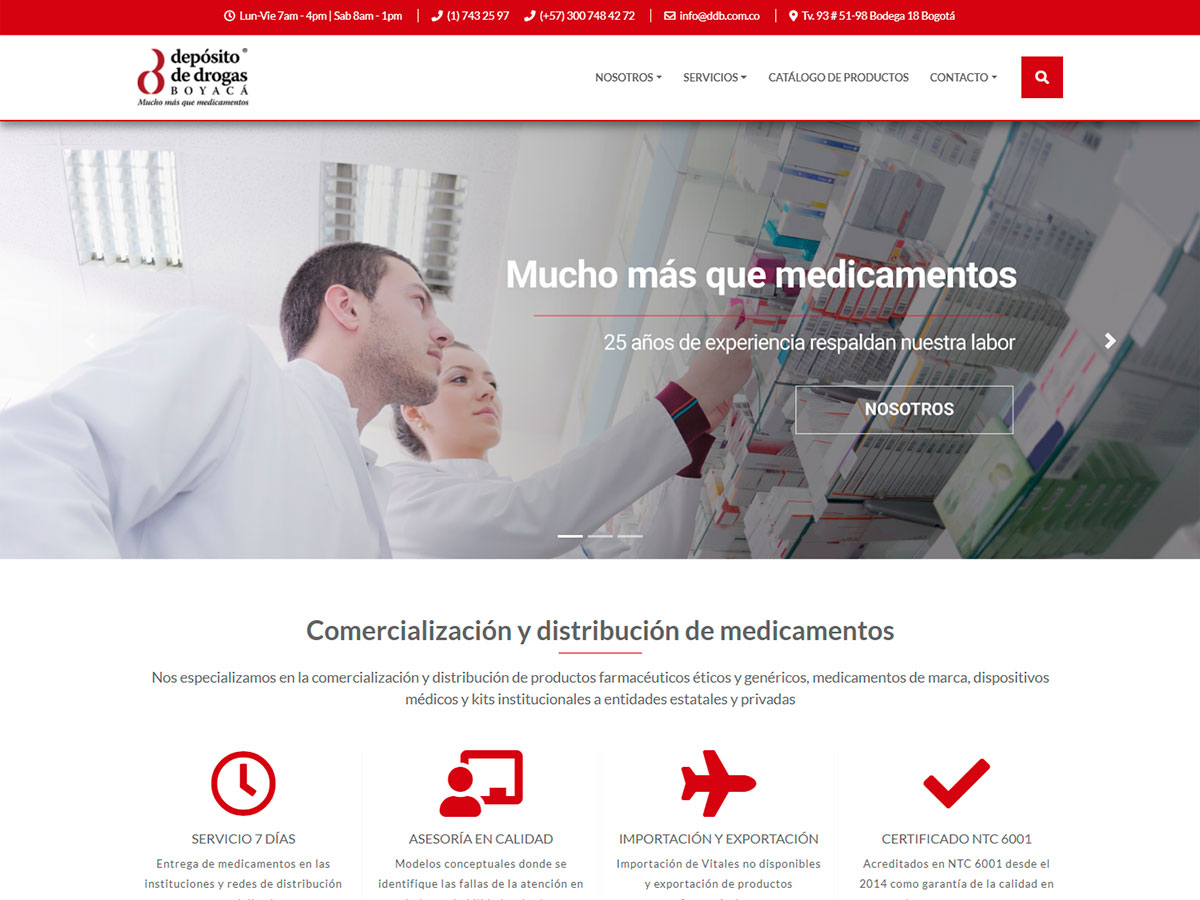 Lun-Vie 7am - 4pm | Sab 8am - 1pm | (1) 743 25 97 (+57) 300 748 42 72 | info@ddb.com.co | Tv. 93 # 51-98 Bodega 18 Bogotá
depósito®
de drogas
BOYACÁ
Mucho más que medicamentos
NOSOTROS SERVICIOS CATÁLOGO DE PRODUCTOS CONTACTO
Mucho más que medicamentos
25 años de experiencia respaldan nuestra labor
NOSOTROS
Comercialización y distribución de medicamentos
Nos especializamos en la comercialización y distribución de productos farmacéuticos éticos y genéricos, medicamentos de marca, dispositivos
médicos y kits institucionales a entidades estatales y privadas
SERVICIO 7 DÍAS
Entrega de medicamentos en las
instituciones y redes de distribución
ASESORÍA EN CALIDAD
Modelos conceptuales donde se
identifique las fallas de la atención en
IMPORTACIÓN Y EXPORTACIÓN
Importación de Vitales no disponibles
y exportación de productos
CERTIFICADO NTC 6001
Acreditados en NTC 6001 desde el
2014 como garantía de la calidad en